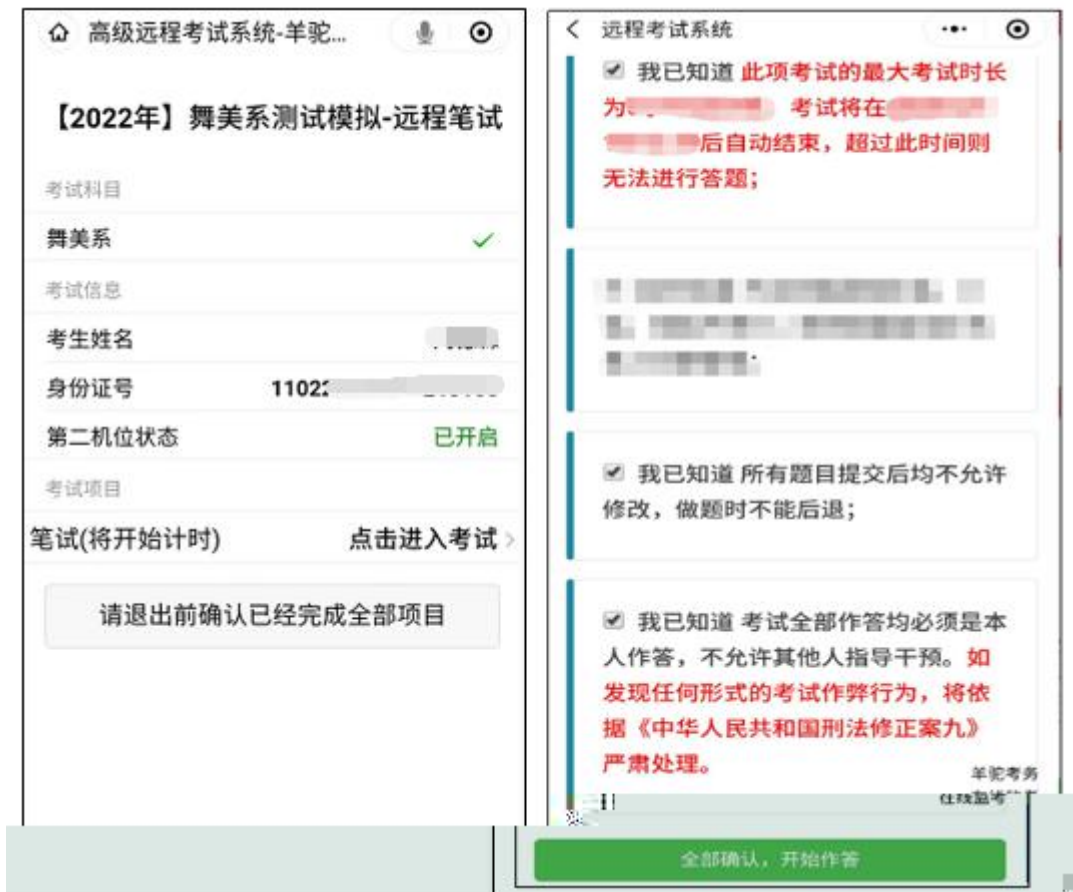 高级远程考试系统-羊驼...
【2022年】舞美系测试模拟-远程笔试
考试科目
舞美系
考试信息
考生姓名
身份证号 1102
第二机位状态 已开启
考试项目
笔试(将开始计时) 点击进入考试
请退出前确认已经完成全部项目
远程考试系统
我已知道 此项考试的最大考试时长
为 考试将在
后自动结束，超过此时间则
无法进行答题；
我已知道 所有题目提交后均不允许
修改，做题时不能后退；
我已知道 考试全部作答均必须是本
人作答，不允许其他人指导干预。如
发现任何形式的考试作弊行为，将依
据《中华人民共和国刑法修正案九》
严肃处理。
羊驼考务
在线监考
全部确认，开始作答